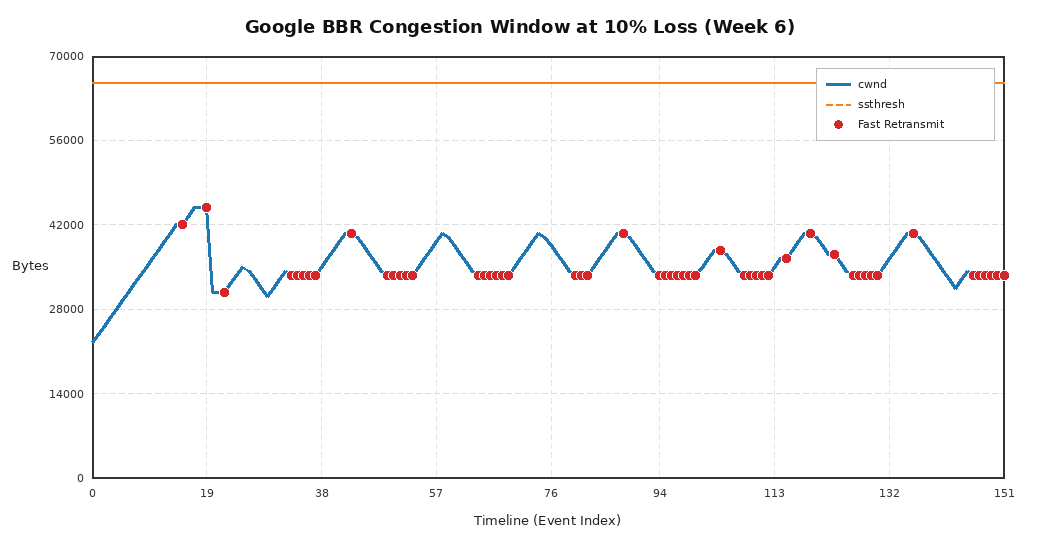 Google BBR Congestion Window at 10% Loss (Week 6)
70000
56000
42000
28000
14000
0
Bytes
cwnd
ssthresh
Fast Retransmit
0 19 38 57 76 94 113 132 151
Timeline (Event Index)